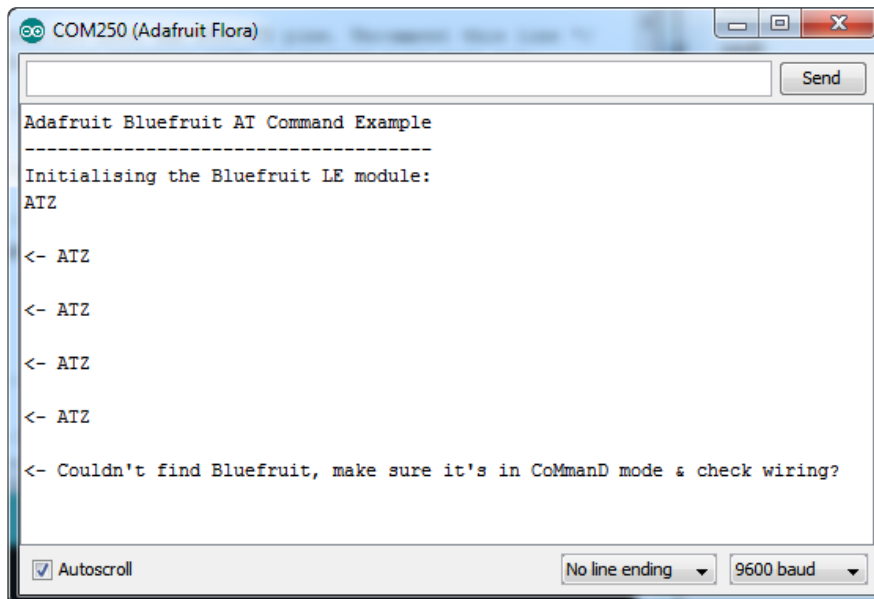 COM250 (Adafruit Flora)
Send
Adafruit Bluefruit AT Command Example
-------------------------------------
Initialising the Bluefruit LE module:
ATZ
<- ATZ
<- ATZ
<- ATZ
<- ATZ
<- Couldn't find Bluefruit, make sure it's in CoMmanD mode & check wiring?
Autoscroll
No line ending
9600 baud